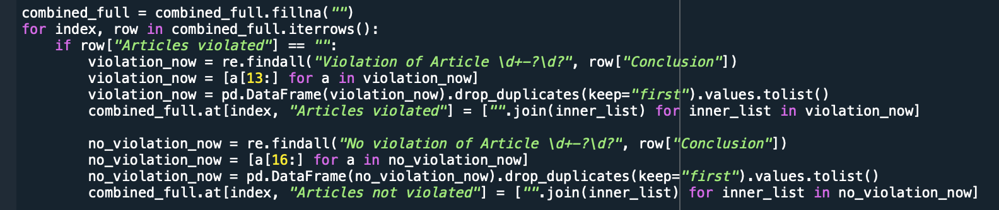 combined_full = combined_full.fillna("")
for index, row in combined_full.iterrows():
    if row["Articles violated"] == "":
        violation_now = re.findall("Violation of Article \d+–?\d?", row["Conclusion"])
        violation_now = [a[13:] for a in violation_now]
        violation_now = pd.DataFrame(violation_now).drop_duplicates(keep="first").values.tolist()
        combined_full.at[index, "Articles violated"] = ["".join(inner_list) for inner_list in violation_now]

        no_violation_now = re.findall("No violation of Article \d+–?\d?", row["Conclusion"])
        no_violation_now = [a[16:] for a in no_violation_now]
        no_violation_now = pd.DataFrame(no_violation_now).drop_duplicates(keep="first").values.tolist()
        combined_full.at[index, "Articles not violated"] = ["".join(inner_list) for inner_list in no_violation_now]